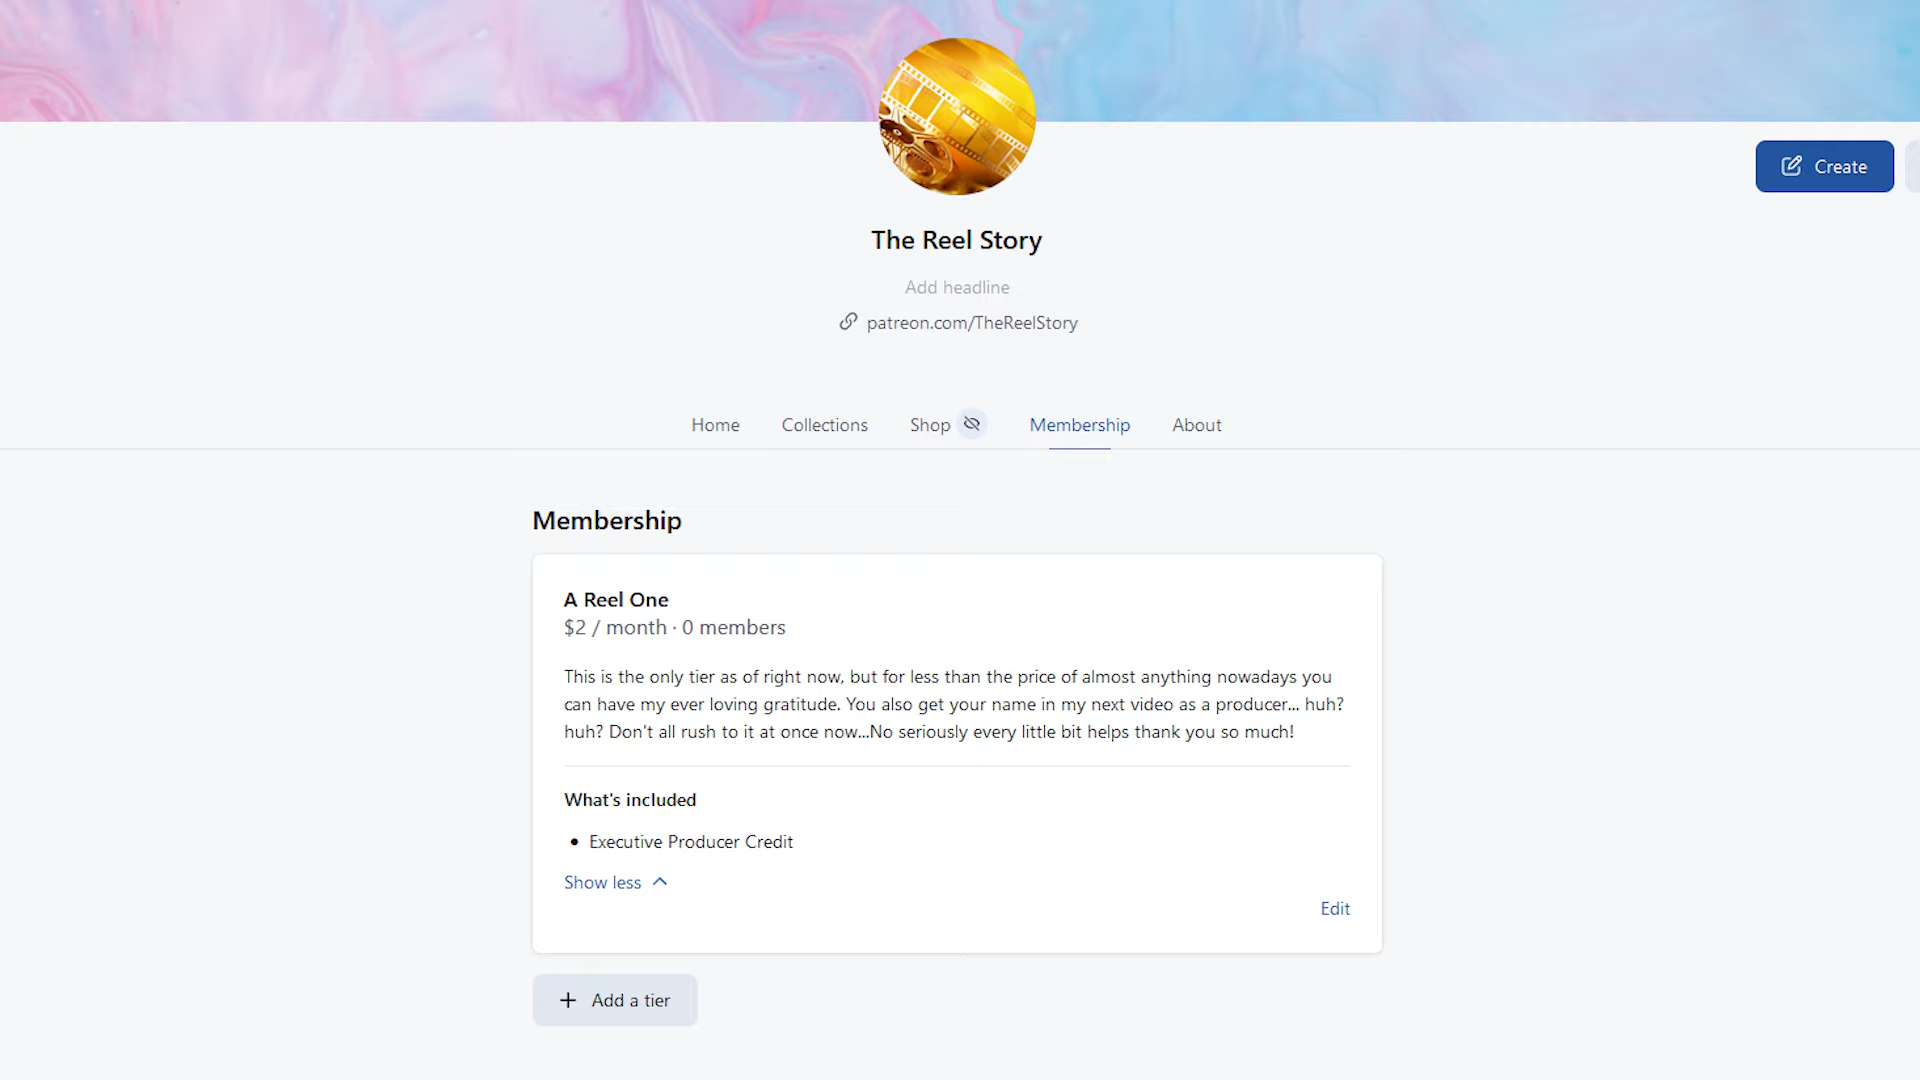 Create
The Reel Story
Add headline
patreon.com/TheReelStory
Home Collections Shop Membership About
Membership
A Reel One
$2 / month · 0 members
This is the only tier as of right now, but for less than the price of almost anything nowadays you
can have my ever loving gratitude. You also get your name in my next video as a producer... huh?
huh? Don't all rush to it at once now...No seriously every little bit helps thank you so much!
What's included
• Executive Producer Credit
Show less
Edit
+ Add a tier